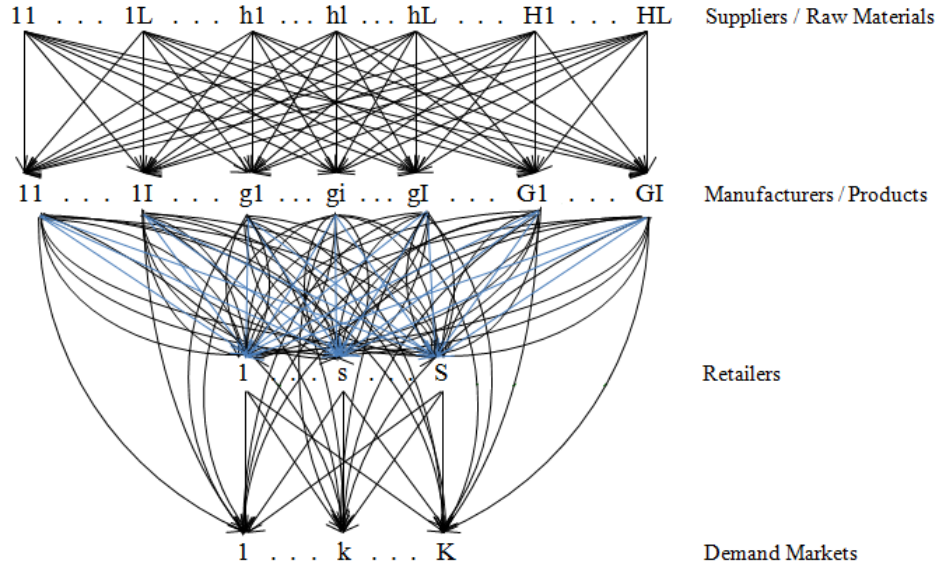 11 . . . 1L . . . h1 ... hl ... hL . . . H1 . . . HL Suppliers / Raw Materials
11 . . . 1I . . . g1 ... gi ... gI . . . G1 . . . GI Manufacturers / Products
1 . . . s . . . S Retailers
1 . . . k . . . K Demand Markets